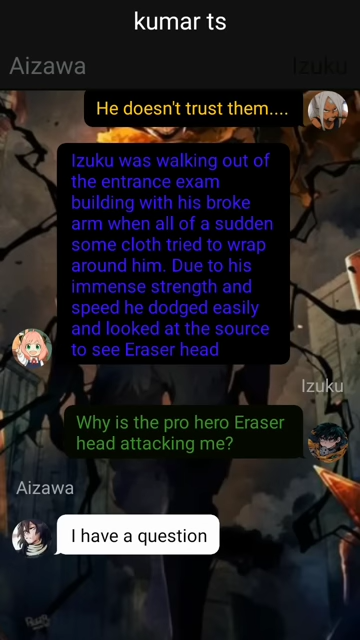 kumar ts
Aizawa
Izuku
He doesn't trust them....
Izuku was walking out of
the entrance exam
building with his broke
arm when all of a sudden
some cloth tried to wrap
around him. Due to his
immense strength and
speed he dodged easily
and looked at the source
to see Eraser head
Izuku
Why is the pro hero Eraser
head attacking me?
Aizawa
I have a question